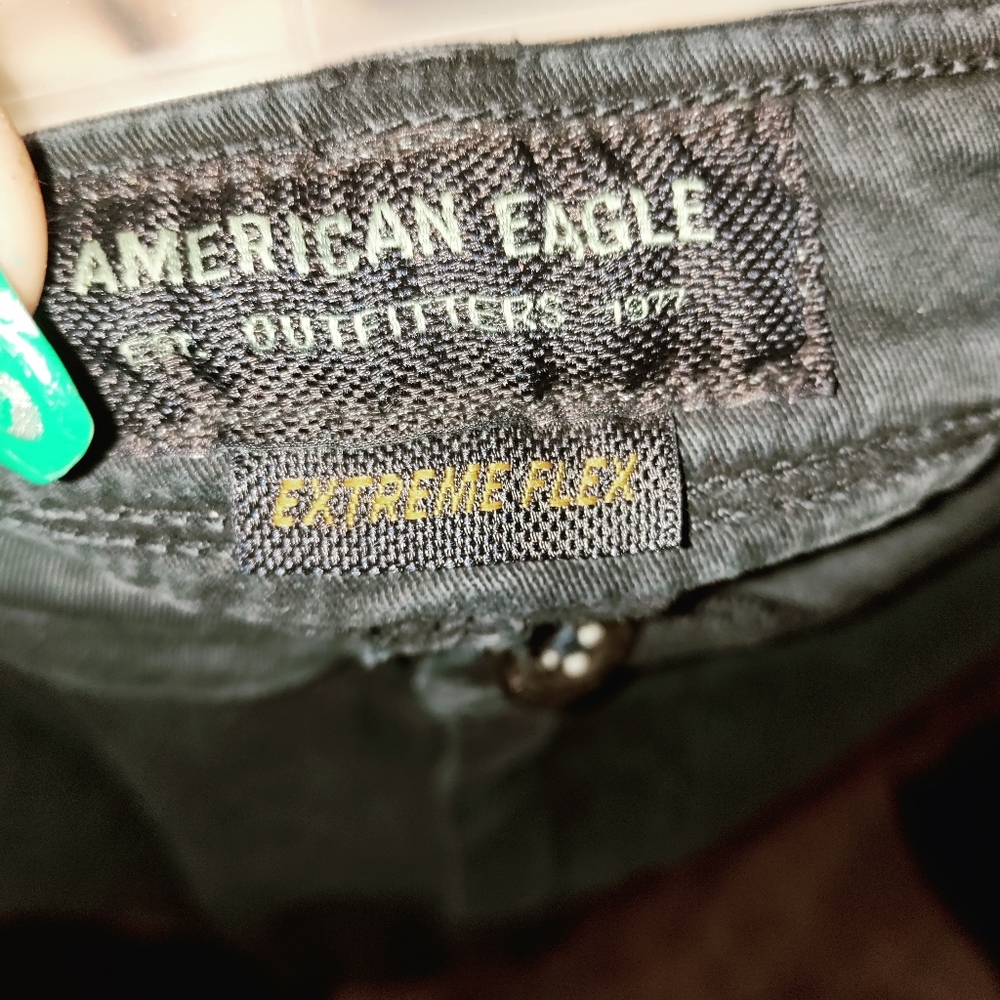 AMERICAN EAGLE
EST. OUTFITTERS 1977
EXTREME FLEX